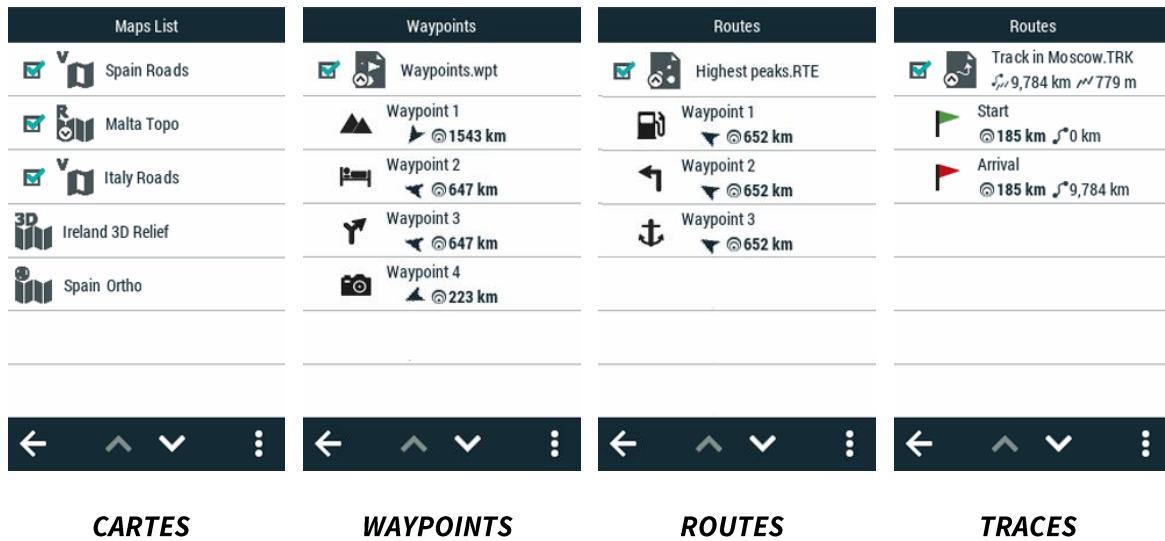 Maps List
V
Spain Roads
R
Malta Topo
V
Italy Roads
3D
Ireland 3D Relief
Spain Ortho
Waypoints
Waypoints.wpt
Waypoint 1
1543 km
Waypoint 2
647 km
Waypoint 3
647 km
Waypoint 4
223 km
Routes
Highest peaks.RTE
Waypoint 1
652 km
Waypoint 2
652 km
Waypoint 3
652 km
Routes
Track in Moscow.TRK
9,784 km 779 m
Start
185 km 0 km
Arrival
185 km 9,784 km
CARTES
WAYPOINTS
ROUTES
TRACES